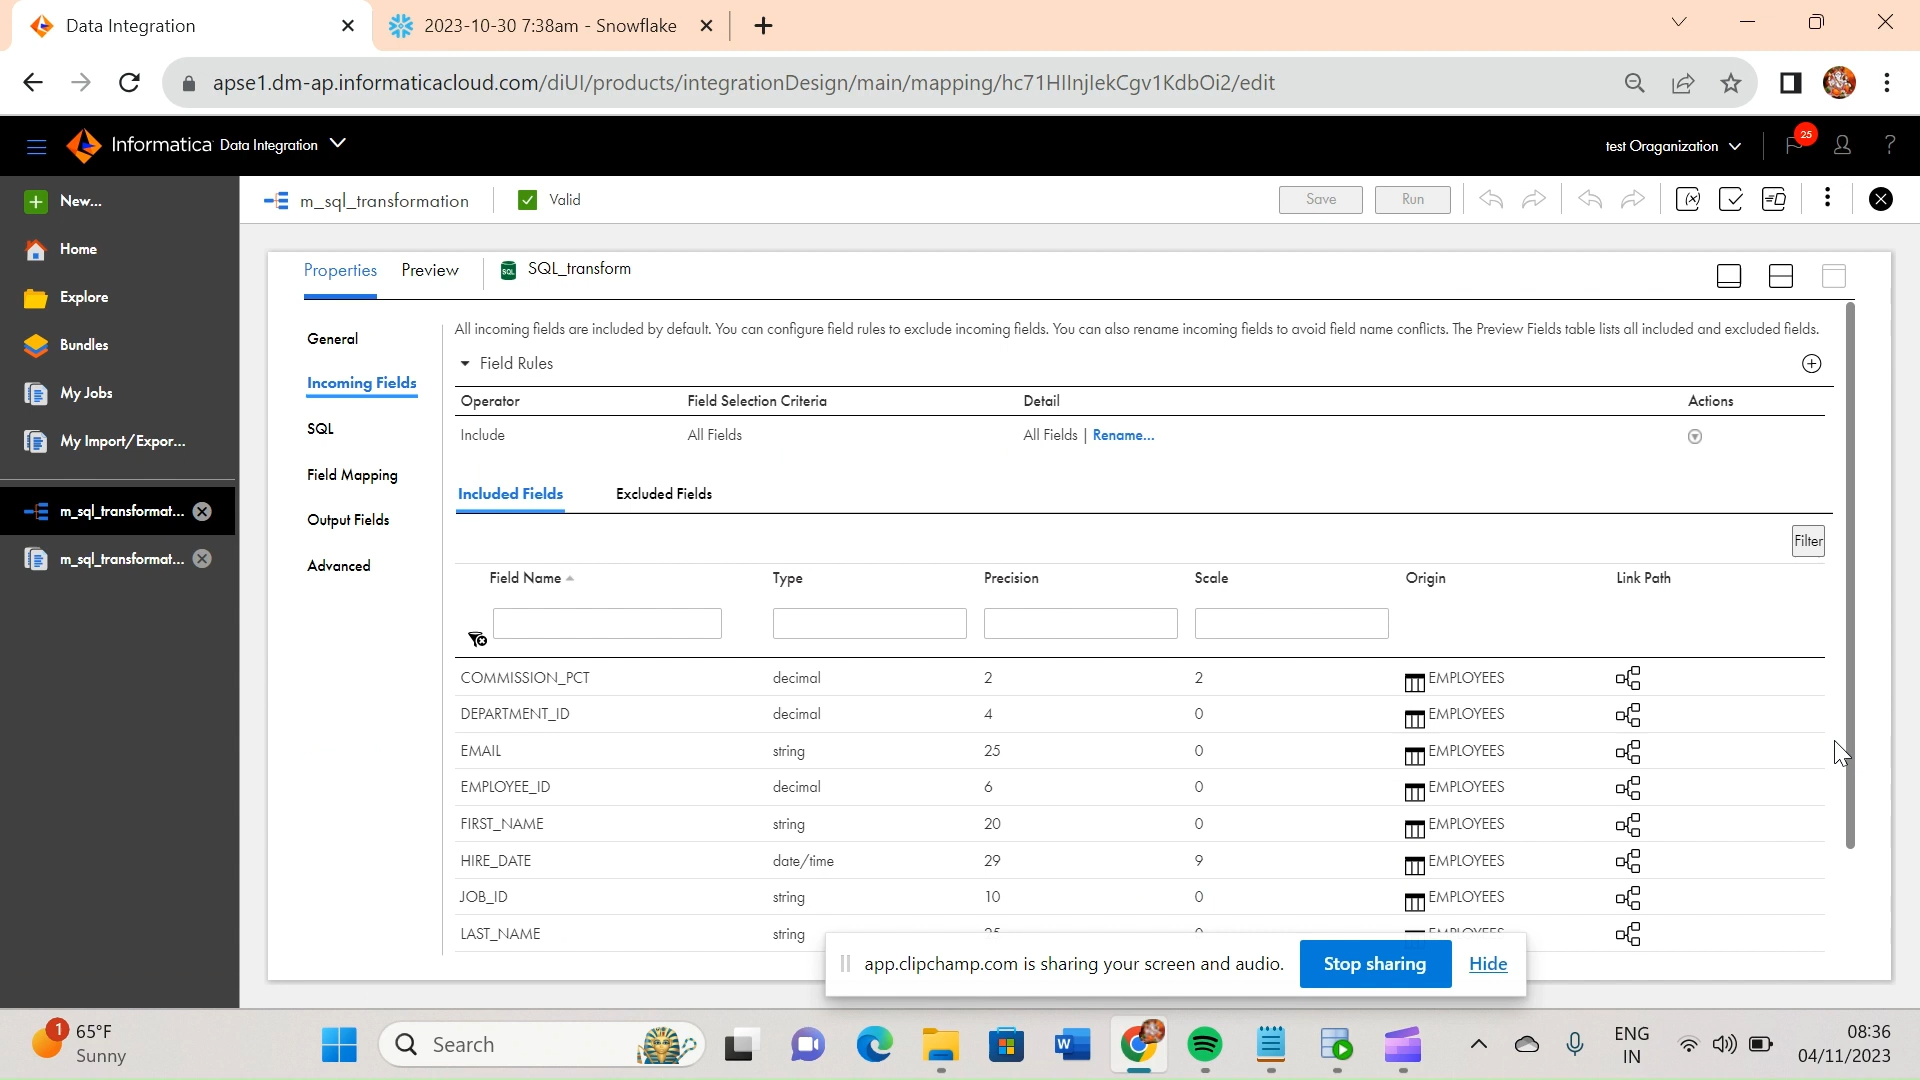 Data Integration
2023-10-30 7:38am - Snowflake
apse1.dm-ap.informaticacloud.com/diUI/products/integrationDesign/main/mapping/hc71HIlnjlekCgv1KdbOi2/edit
Informatica Data Integration
test Oraganization
25
?
New...
Home
Explore
Bundles
My Jobs
My Import/Expor...
m_sql_transformat...
m_sql_transformat...
m_sql_transformation
Valid
Save
Run
Properties
Preview
SQL
SQL_transform
General
Incoming Fields
SQL
Field Mapping
Output Fields
Advanced
All incoming fields are included by default. You can configure field rules to exclude incoming fields. You can also rename incoming fields to avoid field name conflicts. The Preview Fields table lists all included and excluded fields.
Field Rules
Operator Field Selection Criteria Detail Actions
Include All Fields All Fields | Rename...
Included Fields Excluded Fields
Filter
Field Name Type Precision Scale Origin Link Path
COMMISSION_PCT decimal 2 2 EMPLOYEES
DEPARTMENT_ID decimal 4 0 EMPLOYEES
EMAIL string 25 0 EMPLOYEES
EMPLOYEE_ID decimal 6 0 EMPLOYEES
FIRST_NAME string 20 0 EMPLOYEES
HIRE_DATE date/time 29 9 EMPLOYEES
JOB_ID string 10 0 EMPLOYEES
LAST_NAME string 25 0 EMPLOYEES
app.clipchamp.com is sharing your screen and audio.
Stop sharing
Hide
1
65°F
Sunny
Search
W
ENG
IN
08:36
04/11/2023